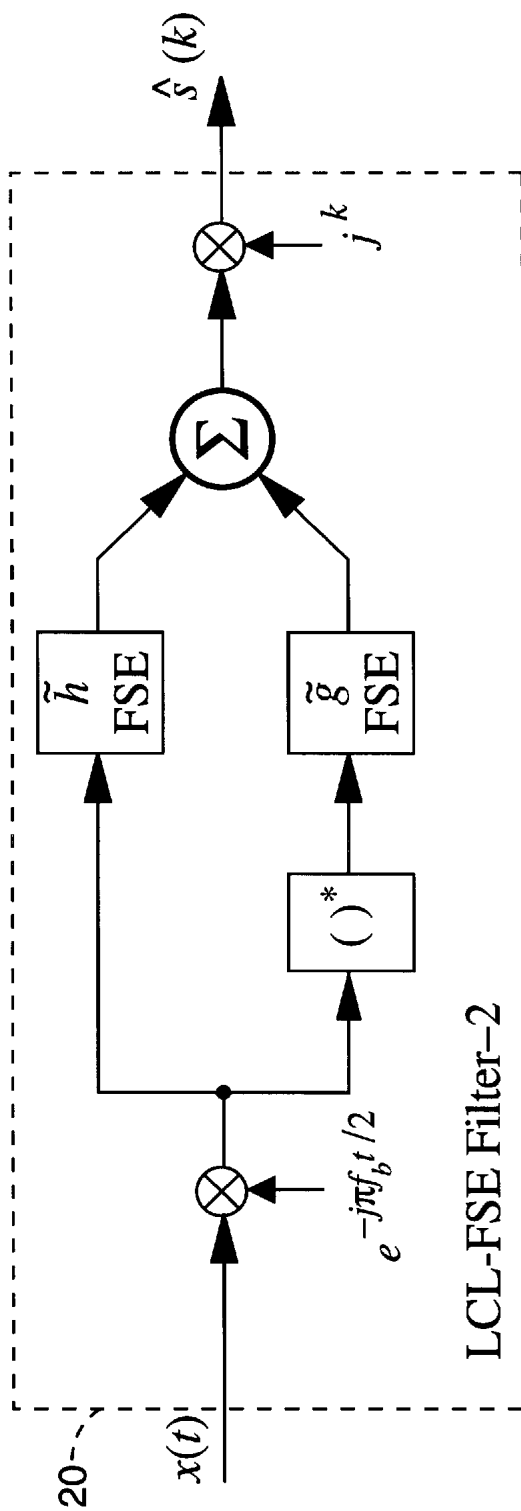 20
x(t)
e^{-jπf_b t/2}
h̃
FSE
( )*
g̃
FSE
Σ
j^k
ŝ (k)
LCL-FSE Filter–2